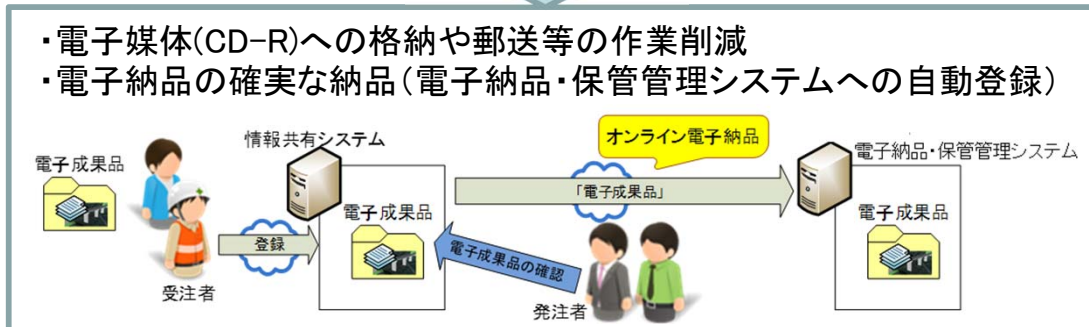 ・電子媒体(CD-R)への格納や郵送等の作業削減
・電子納品の確実な納品（電子納品・保管管理システムへの自動登録）
情報共有システム
オンライン電子納品
電子納品・保管管理システム
電子成果品
「電子成果品」
電子成果品
電子成果品
登録
電子成果品の確認
受注者
発注者